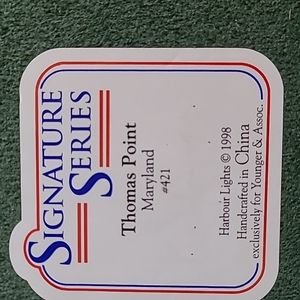 SIGNATURE
SERIES
Thomas Point
Maryland
#421
Harbour Lights © 1998
Handcrafted in China
exclusively for Younger & Assoc.